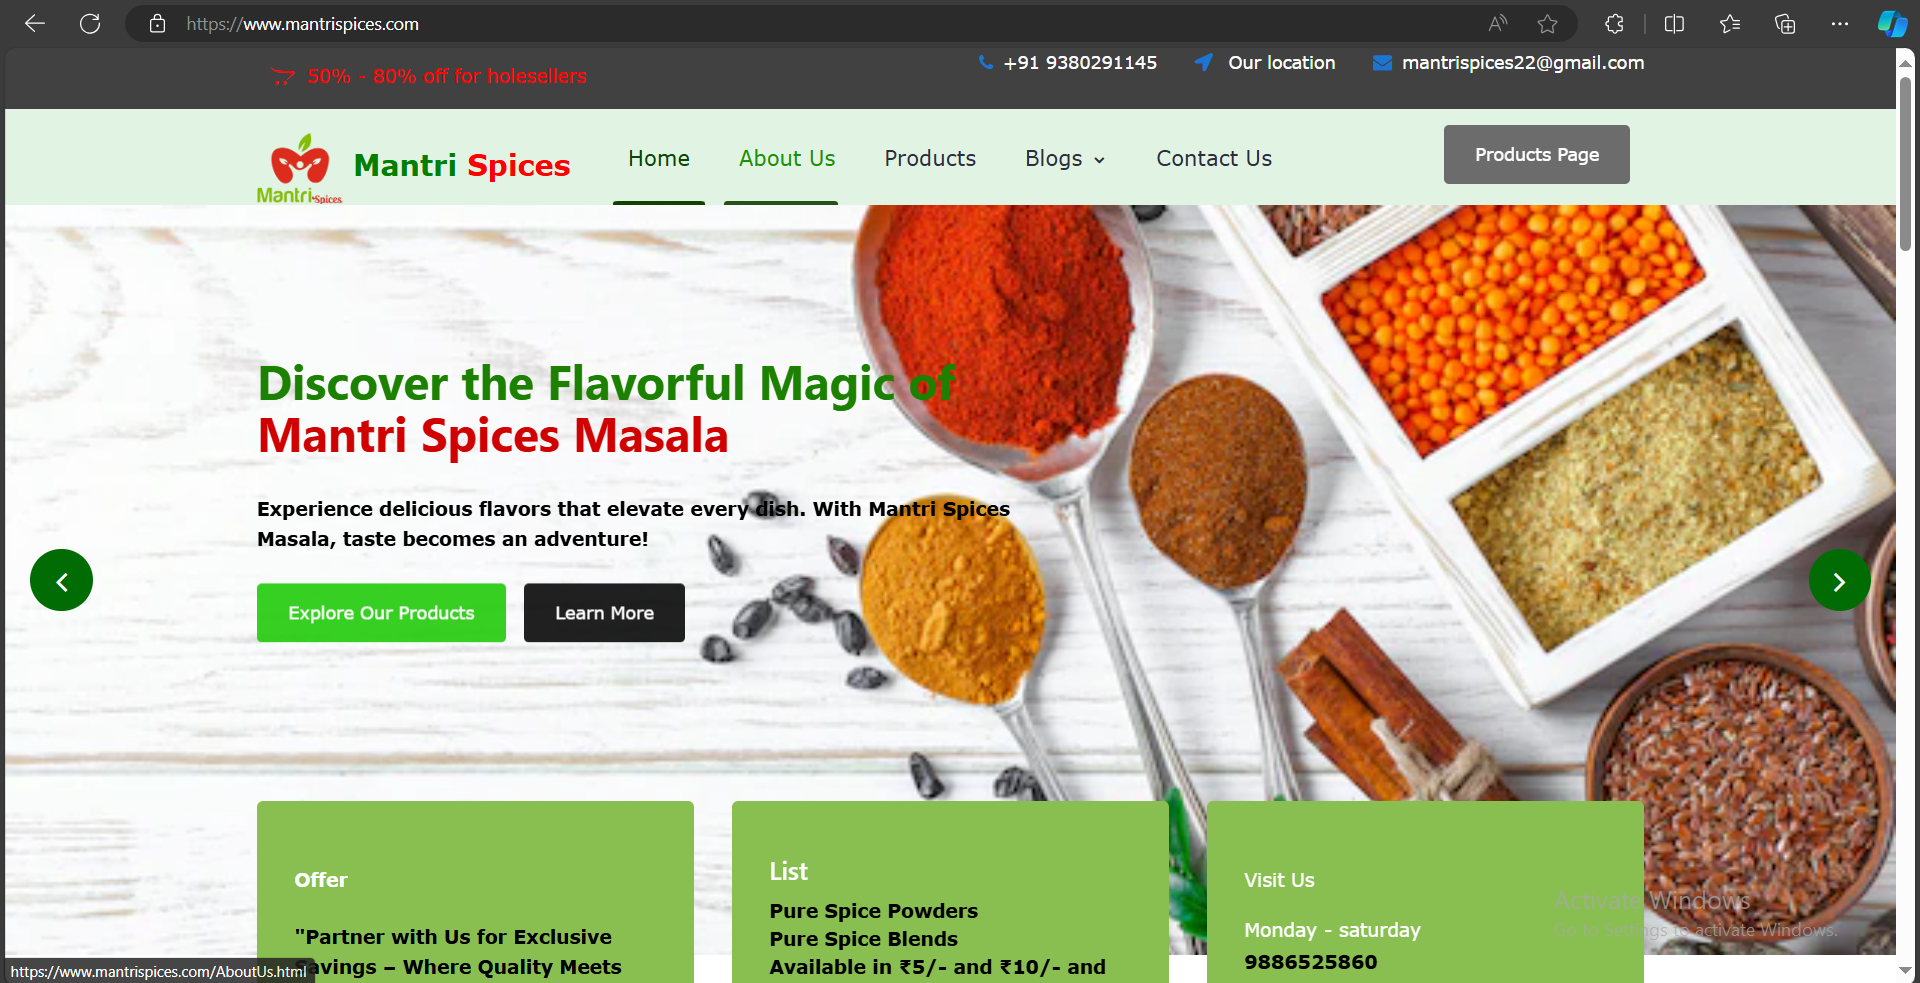 https://www.mantrispices.com
50% - 80% off for holesellers
+91 9380291145
Our location
mantrispices22@gmail.com
Mantri Spices
Mantri Spices
Home
About Us
Products
Blogs
Contact Us
Products Page
Discover the Flavorful Magic of
Mantri Spices Masala
Experience delicious flavors that elevate every dish. With Mantri Spices
Masala, taste becomes an adventure!
Explore Our Products
Learn More
Offer
"Partner with Us for Exclusive
Savings – Where Quality Meets
List
Pure Spice Powders
Pure Spice Blends
Available in ₹5/- and ₹10/- and
Visit Us
Monday - saturday
9886525860
Activate Windows
Go to Settings to activate Windows.
https://www.mantrispices.com/AboutUs.html